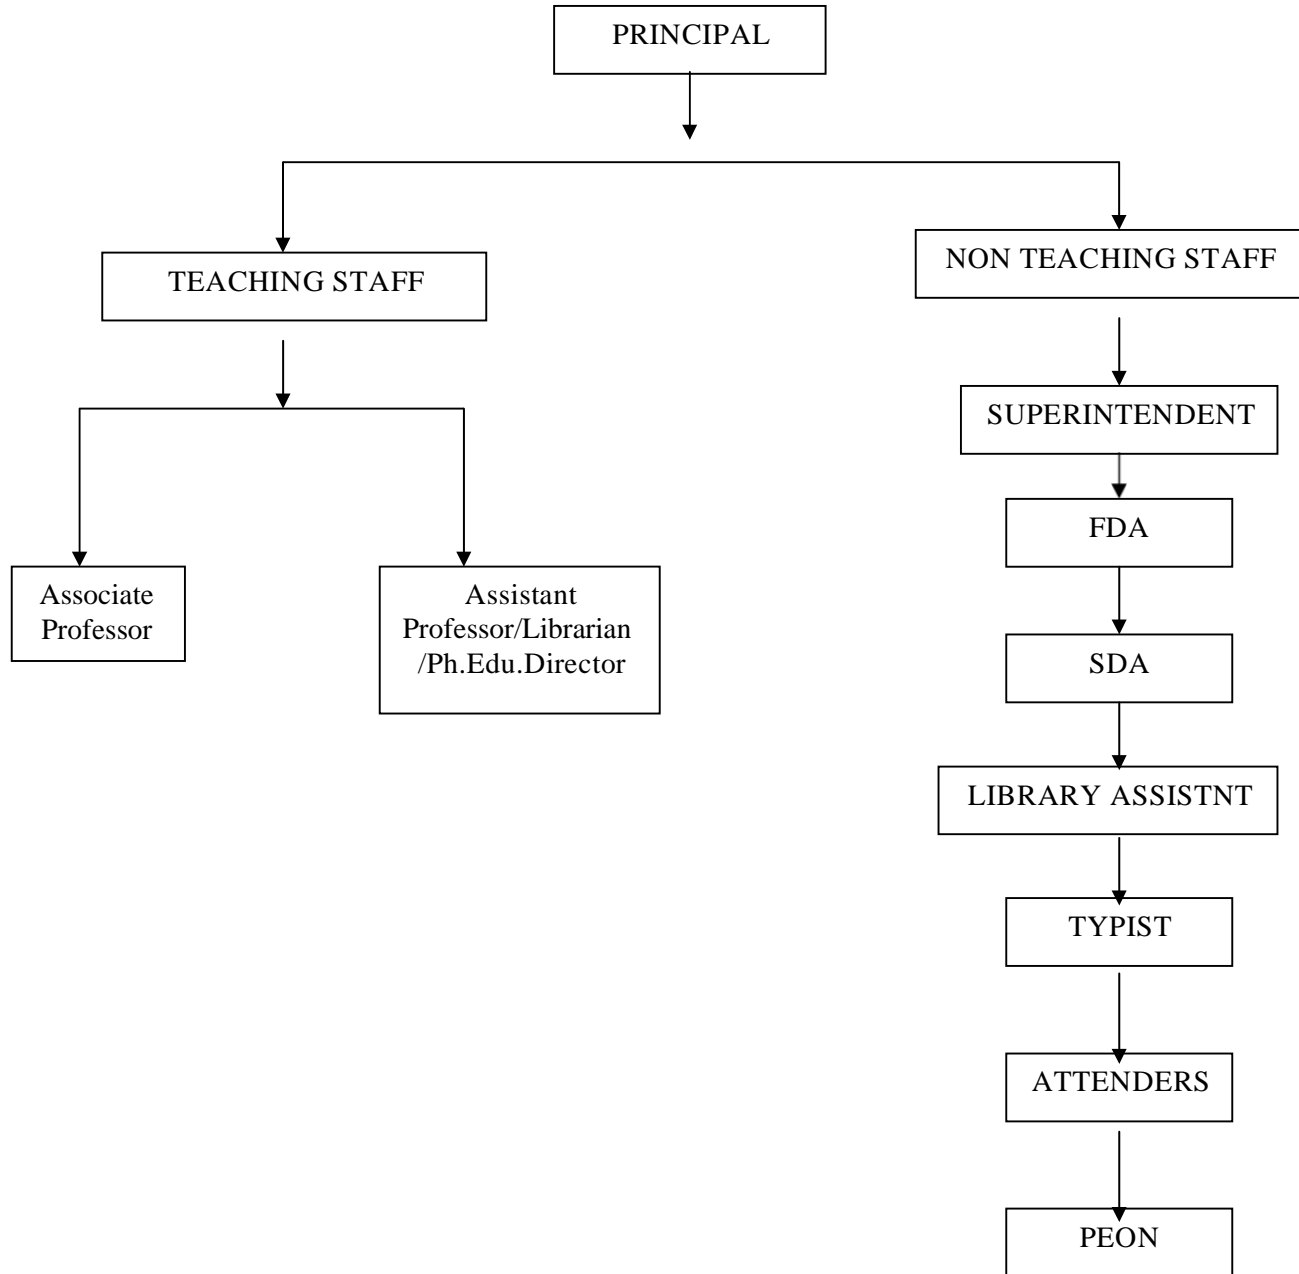 PRINCIPAL
TEACHING STAFF
NON TEACHING STAFF
SUPERINTENDENT
FDA
Associate
Professor
Assistant
Professor/Librarian
/Ph.Edu.Director
SDA
LIBRARY ASSISTNT
TYPIST
ATTENDERS
PEON